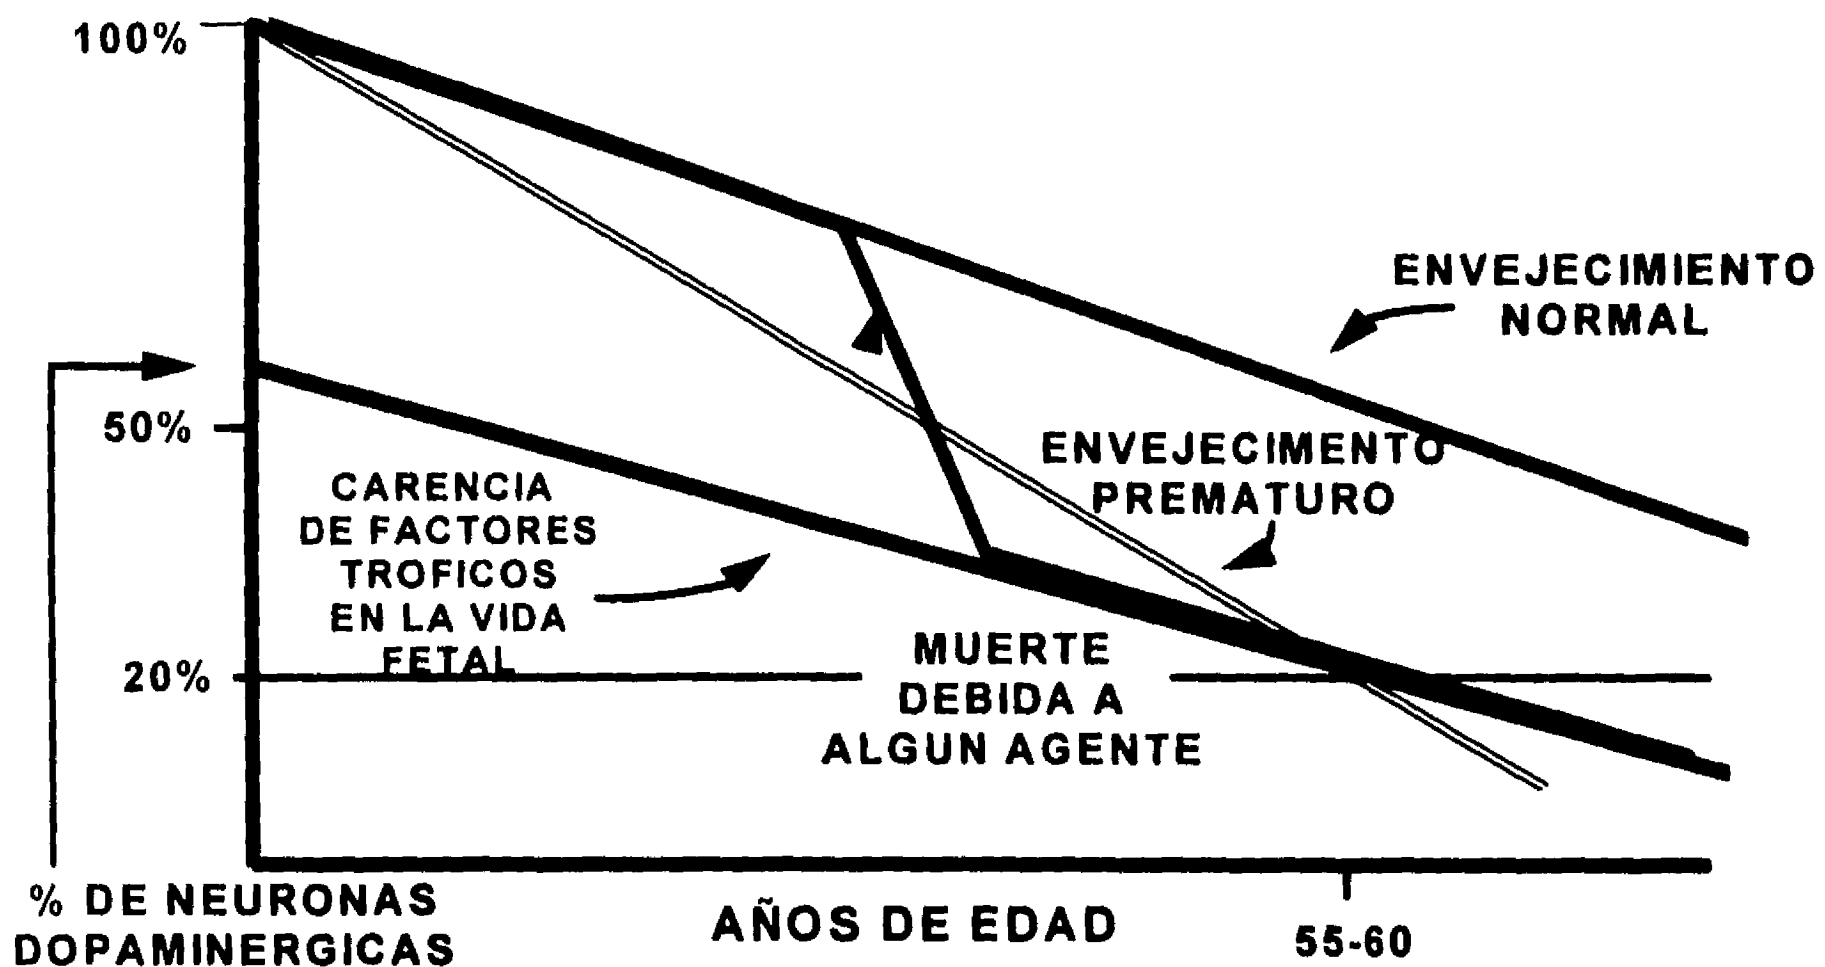 100%
ENVEJECIMIENTO
NORMAL
50%
ENVEJECIMENTO
PREMATURO
CARENCIA
DE FACTORES
TROFICOS
EN LA VIDA
FETAL
20%
MUERTE
DEBIDA A
ALGUN AGENTE
% DE NEURONAS
DOPAMINERGICAS
AÑOS DE EDAD
55-60